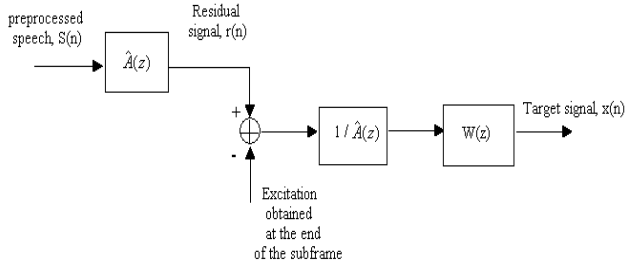 preprocessed
speech, S(n)
Residual
signal, r(n)
Â(z)
+
-
1 / Â(z)
W(z)
Target signal, x(n)
Excitation
obtained
at the end
of the subframe